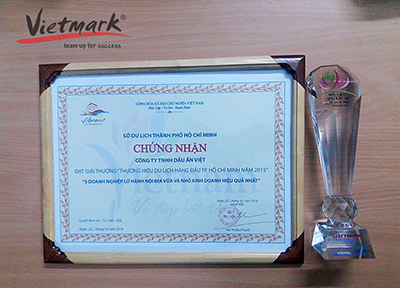 Vietmark
team up for success
CỘNG HÒA XÃ HỘI CHỦ NGHĨA VIỆT NAM
Độc Lập - Tự Do - Hạnh Phúc
Vibrant
SỞ DU LỊCH THÀNH PHỐ HỒ CHÍ MINH
CHỨNG NHẬN
CÔNG TY TNHH DẤU ẤN VIỆT
ĐẠT GIẢI THƯỞNG "THƯƠNG HIỆU DU LỊCH HÀNG ĐẦU TP. HỒ CHÍ MINH NĂM 2015"
"5 DOANH NGHIỆP LỮ HÀNH NỘI ĐỊA VỪA VÀ NHỎ KINH DOANH HIỆU QUẢ NHẤT"